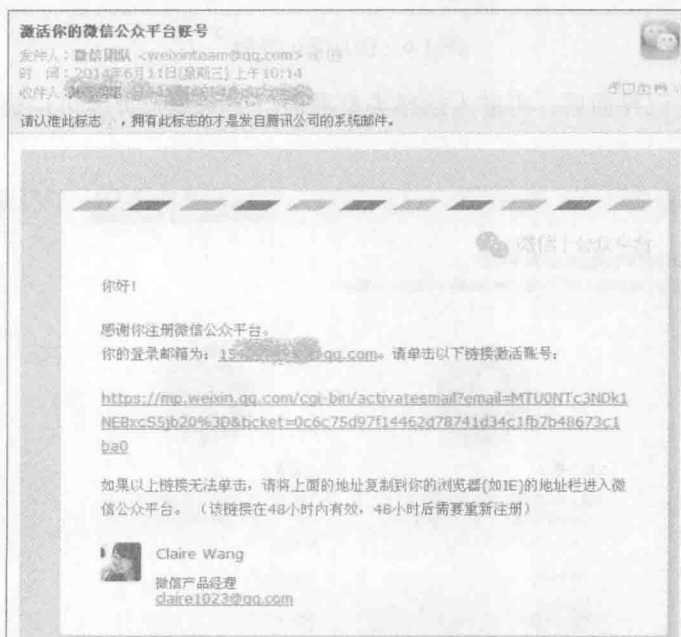 激活你的微信公众平台账号
发件人：微信团队 <weixinteam@qq.com>
时 间：2014年6月11日(星期三) 上午10:14
收件人：
请认准此标志，拥有此标志的才是发自腾讯公司的系统邮件。
你好！
感谢你注册微信公众平台。
你的登录邮箱为：qq.com。请单击以下链接激活账号：
https://mp.weixin.qq.com/cgi-bin/activateemail?email=MTU0NTc3NDk1
NEBxcS5jb20%3D&ticket=0c6c75d97f14462d78741d34c1fb7b48673c1
ba0
如果以上链接无法单击，请将上面的地址复制到你的浏览器(如IE)的地址栏进入微
信公众平台。（该链接在48小时内有效，48小时后需要重新注册）
Claire Wang
微信产品经理
claire1023@qq.com